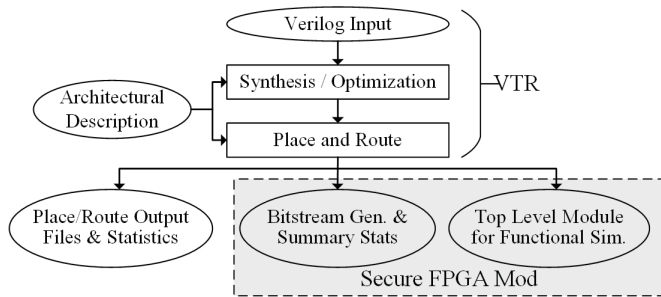 Verilog Input
Synthesis / Optimization
VTR
Architectural
Description
Place and Route
Place/Route Output
Files & Statistics
Bitstream Gen. &
Summary Stats
Top Level Module
for Functional Sim.
Secure FPGA Mod